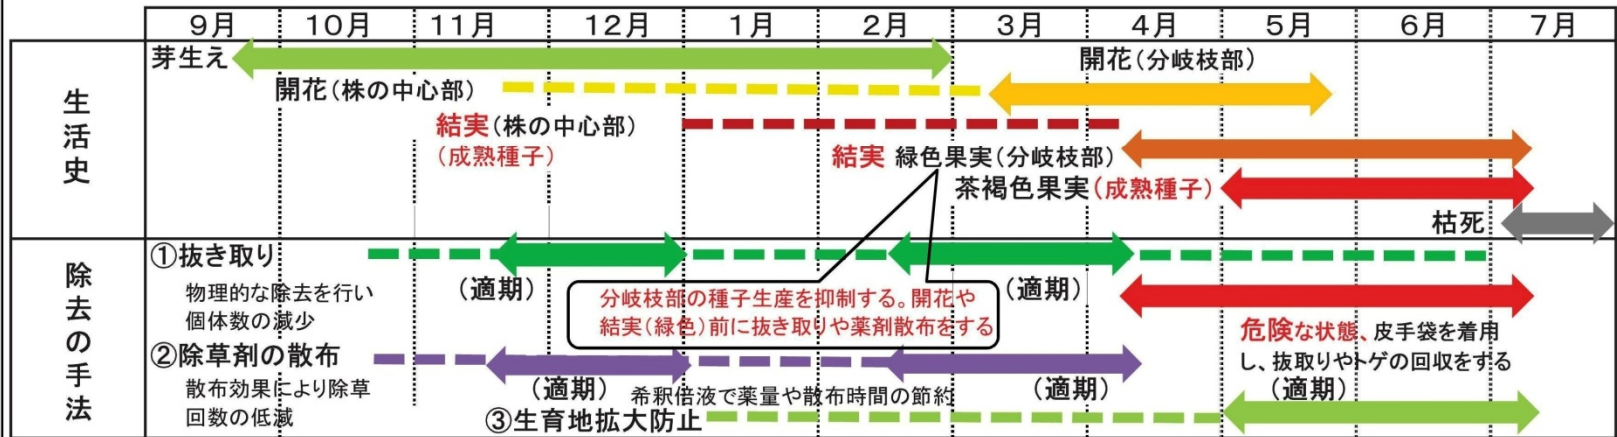 9月 10月 11月 12月 1月 2月 3月 4月 5月 6月 7月
生活史
芽生え
開花(分岐枝部)
開花(株の中心部)
結実(株の中心部)
(成熟種子)
結実 緑色果実(分岐枝部)
茶褐色果実(成熟種子)
枯死
除去の手法
①抜き取り
物理的な除去を行い
個体数の減少
(適期)
(適期)
分岐枝部の種子生産を抑制する。開花や
結実(緑色)前に抜き取りや薬剤散布をする
危険な状態、皮手袋を着用
し、抜取りやトゲの回収をする
②除草剤の散布
散布効果により除草
回数の低減
(適期)
希釈倍液で薬量や散布時間の節約
(適期)
(適期)
③生育地拡大防止